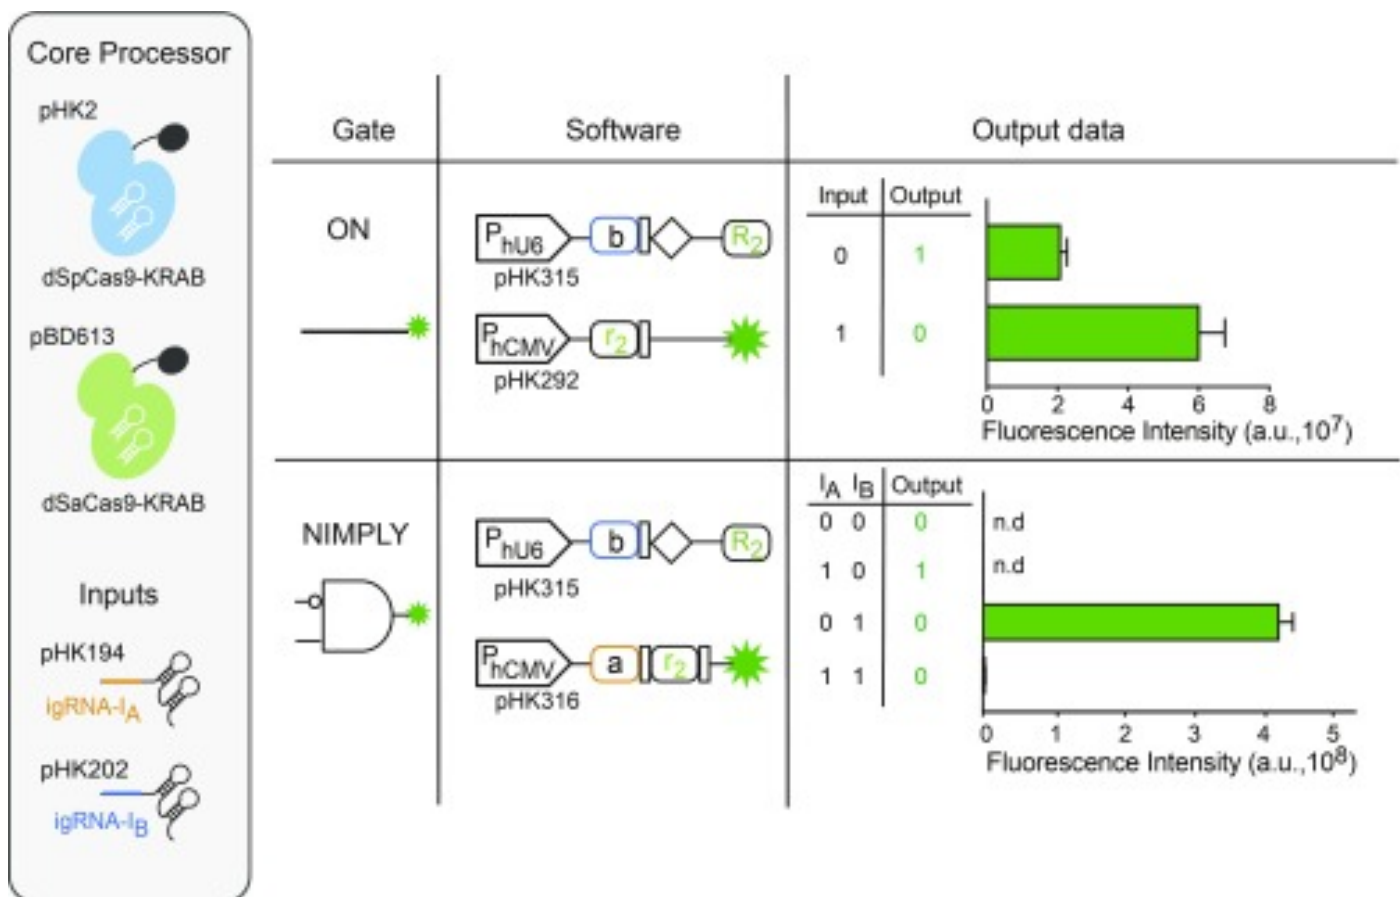 Core Processor
pHK2
dSpCas9-KRAB
pBD613
dSaCas9-KRAB
Inputs
pHK194
igRNA-IA
pHK202
igRNA-IB
Gate Software Output data
ON
PhU6 b R2
pHK315
PhCMV r2
pHK292
Input Output
0 1
1 0
0 2 4 6 8
Fluorescence Intensity (a.u.,10^7)
NIMPLY
PhU6 b R2
pHK315
PhCMV a r2
pHK316
IA IB Output
0 0 0 n.d
1 0 1 n.d
0 1 0
1 1 0
0 1 2 3 4 5
Fluorescence Intensity (a.u.,10^8)